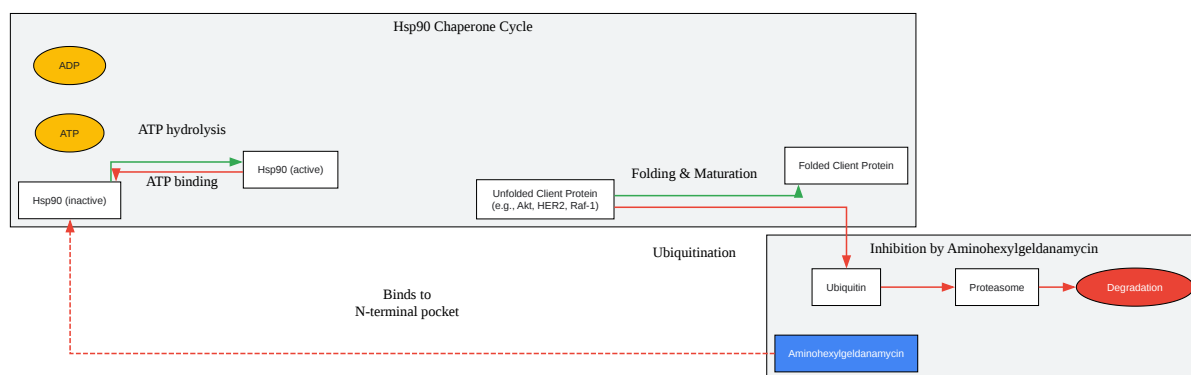 Hsp90 Chaperone Cycle
ADP
ATP
ATP hydrolysis
Hsp90 (active)
ATP binding
Hsp90 (inactive)
Folded Client Protein
Folding & Maturation
Unfolded Client Protein
(e.g., Akt, HER2, Raf-1)
Ubiquitination
Inhibition by Aminohexylgeldanamycin
Ubiquitin
Proteasome
Degradation
Binds to
N-terminal pocket
Aminohexylgeldanamycin